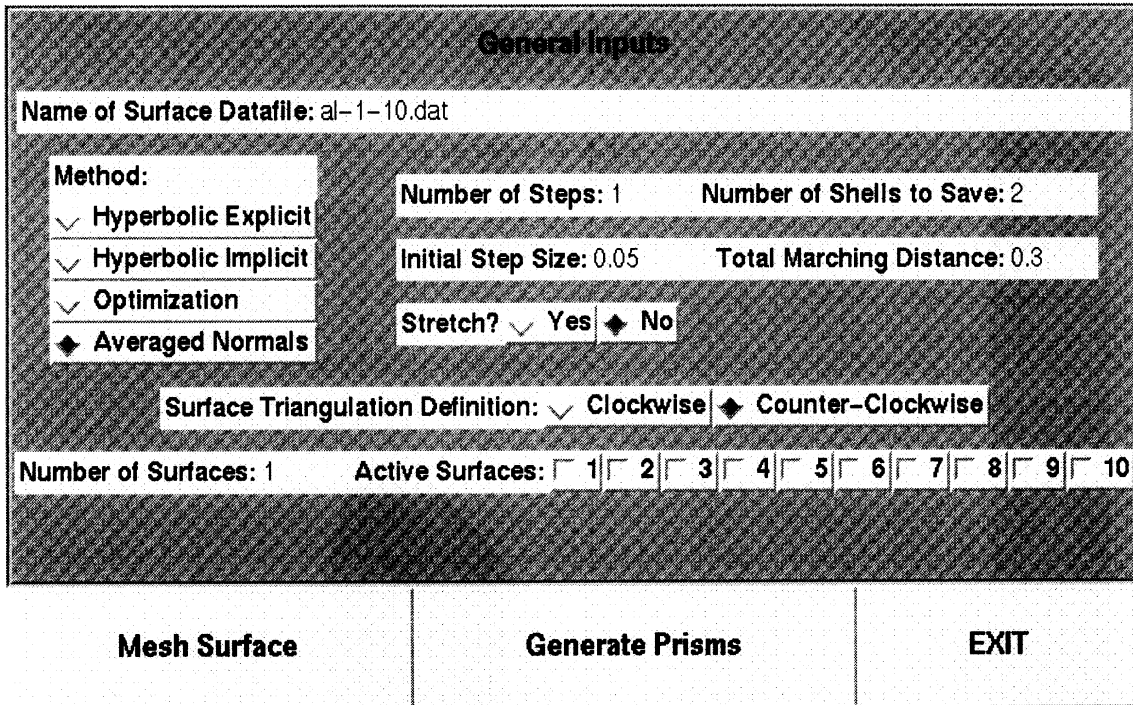 General Inputs
Name of Surface Datafile: al-1-10.dat
Method:
Hyperbolic Explicit
Hyperbolic Implicit
Optimization
Averaged Normals
Number of Steps: 1 Number of Shells to Save: 2
Initial Step Size: 0.05 Total Marching Distance: 0.3
Stretch? Yes No
Surface Triangulation Definition: Clockwise Counter-Clockwise
Number of Surfaces: 1 Active Surfaces: 1 2 3 4 5 6 7 8 9 10
Mesh Surface Generate Prisms EXIT